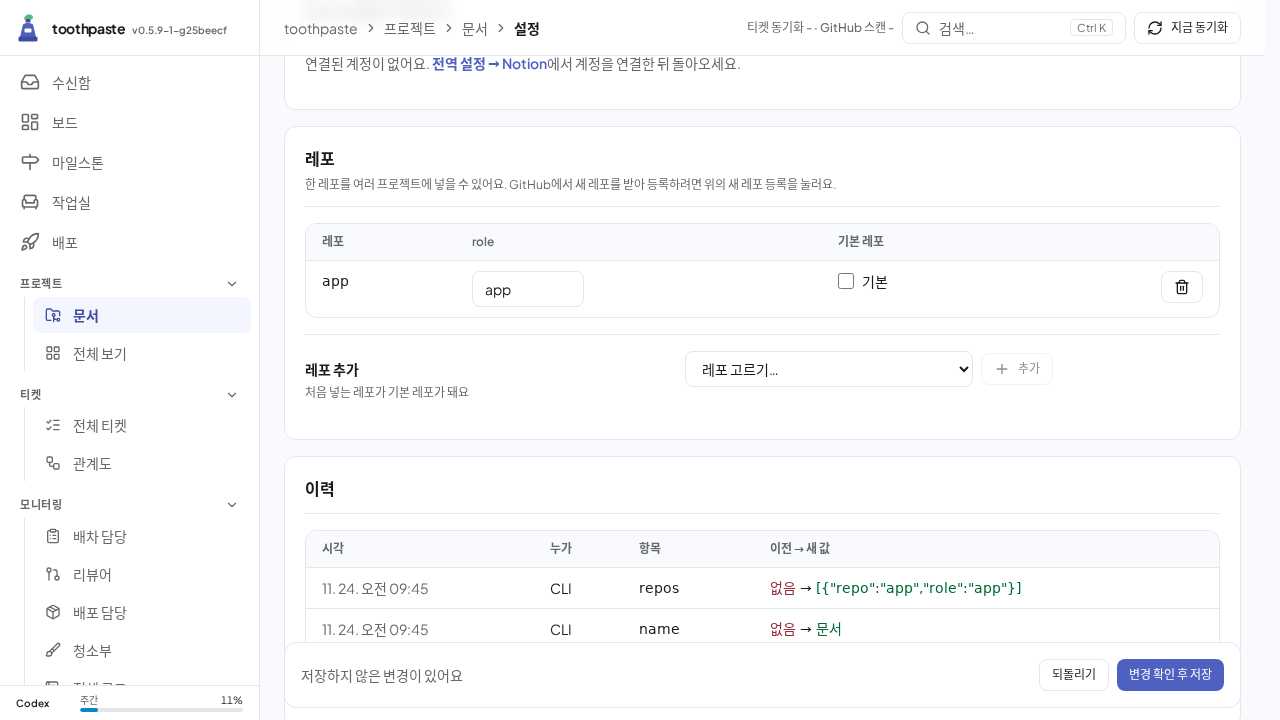 toothpaste v0.5.9-1-g25beecf
toothpaste > 프로젝트 > 문서 > 설정
티켓 동기화 - · GitHub 스캔 -
검색...
Ctrl K
지금 동기화
수신함
보드
마일스톤
작업실
배포
프로젝트
문서
전체 보기
티켓
전체 티켓
관계도
모니터링
배차 담당
리뷰어
배포 담당
청소부
Codex
주간
11%
연결된 계정이 없어요. 전역 설정 → Notion에서 계정을 연결한 뒤 돌아오세요.
레포
한 레포를 여러 프로젝트에 넣을 수 있어요. GitHub에서 새 레포를 받아 등록하려면 위의 새 레포 등록을 눌러요.
레포 role 기본 레포
app app 기본
레포 추가
처음 넣는 레포가 기본 레포가 돼요
레포 고르기...
추가
이력
시각 누가 항목 이전 → 새 값
11. 24. 오전 09:45 CLI repos 없음 → [{"repo":"app","role":"app"}]
11. 24. 오전 09:45 CLI name 없음 → 문서
저장하지 않은 변경이 있어요
되돌리기
변경 확인 후 저장